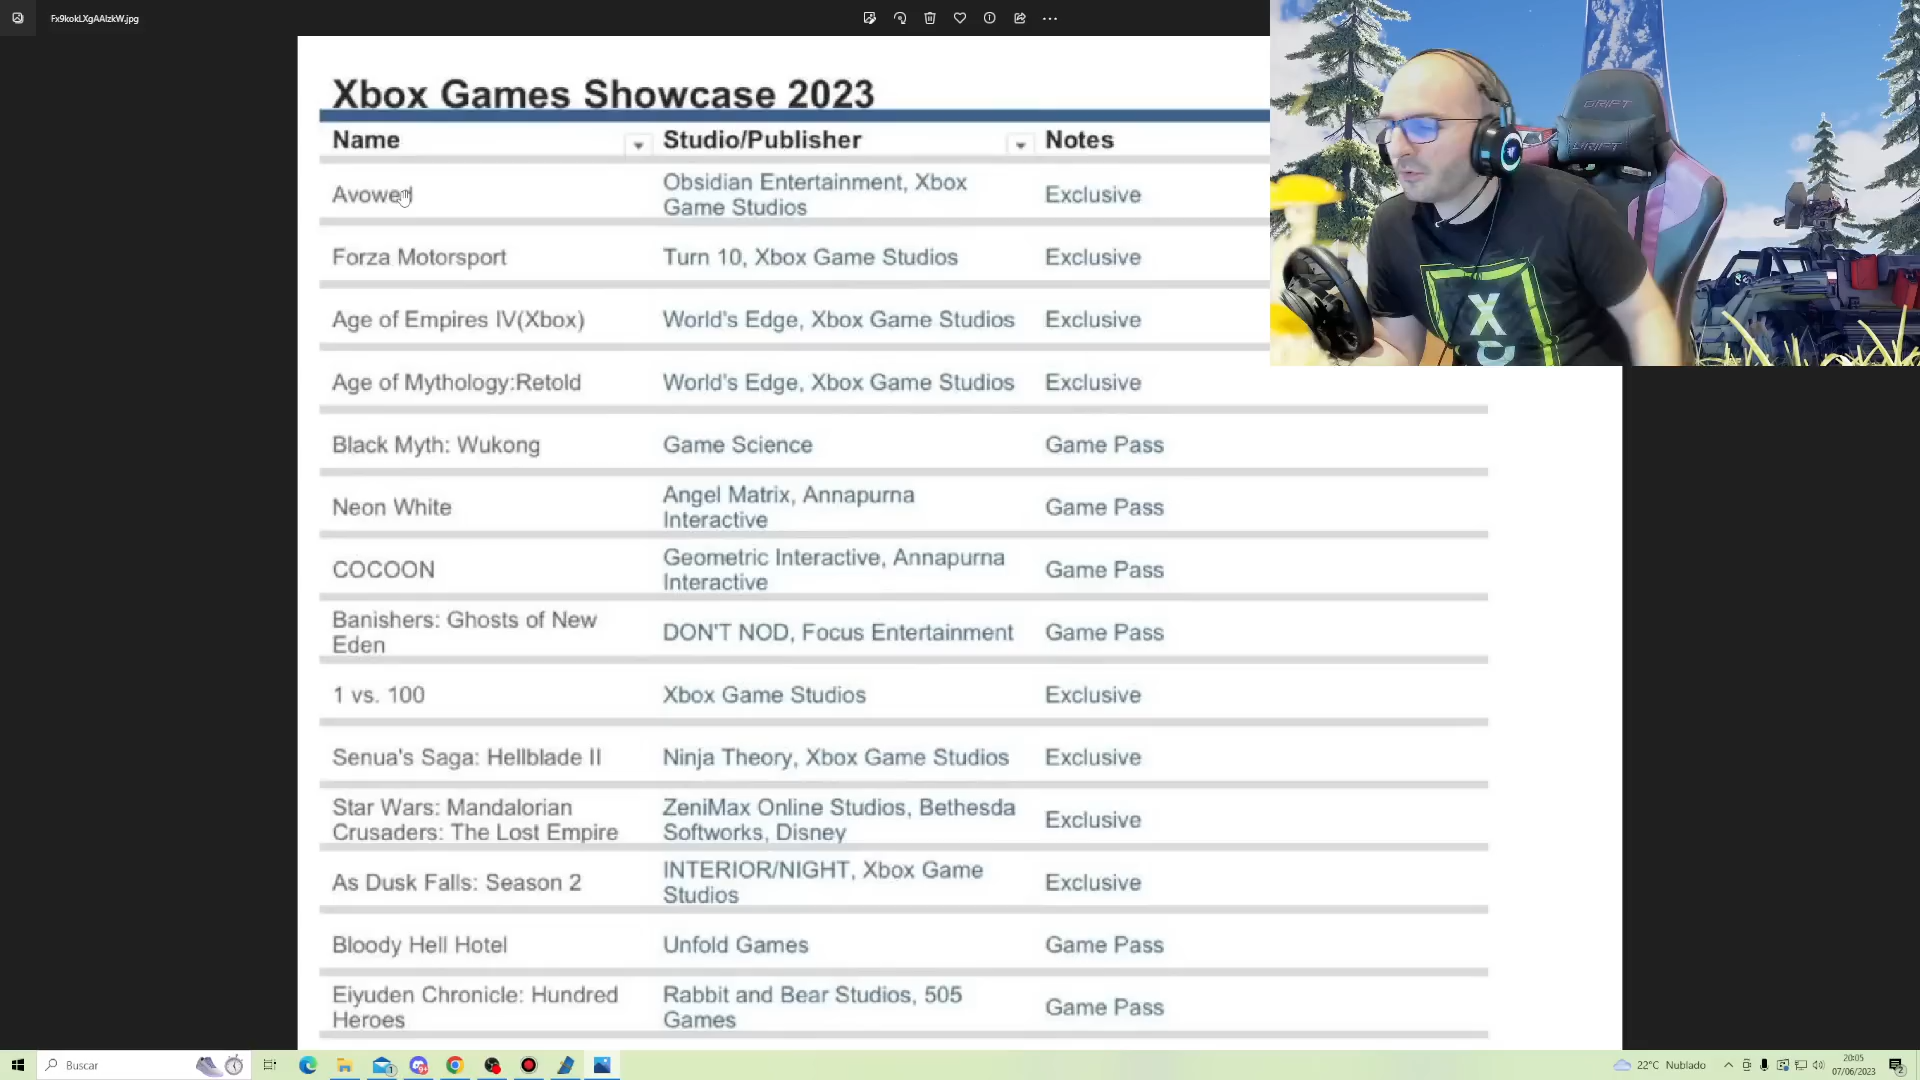 Fx9kokLXgAAlzkW.jpg
Xbox Games Showcase 2023
Name Studio/Publisher Notes
Avowed Obsidian Entertainment, Xbox Game Studios Exclusive
Forza Motorsport Turn 10, Xbox Game Studios Exclusive
Age of Empires IV(Xbox) World's Edge, Xbox Game Studios Exclusive
Age of Mythology:Retold World's Edge, Xbox Game Studios Exclusive
Black Myth: Wukong Game Science Game Pass
Neon White Angel Matrix, Annapurna Interactive Game Pass
COCOON Geometric Interactive, Annapurna Interactive Game Pass
Banishers: Ghosts of New Eden DON'T NOD, Focus Entertainment Game Pass
1 vs. 100 Xbox Game Studios Exclusive
Senua's Saga: Hellblade II Ninja Theory, Xbox Game Studios Exclusive
Star Wars: Mandalorian Crusaders: The Lost Empire ZeniMax Online Studios, Bethesda Softworks, Disney Exclusive
As Dusk Falls: Season 2 INTERIOR/NIGHT, Xbox Game Studios Exclusive
Bloody Hell Hotel Unfold Games Game Pass
Eiyuden Chronicle: Hundred Heroes Rabbit and Bear Studios, 505 Games Game Pass
DRIFT
DRIFT
Buscar
22°C Nublado
20:05
07/06/2023